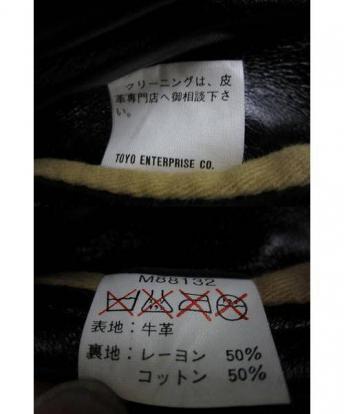 クリーニングは、皮
革専門店へ御相談下さ
い。
TOYO ENTERPRISE CO.
M88132
表地：牛革
裏地：レーヨン 50%
コットン 50%